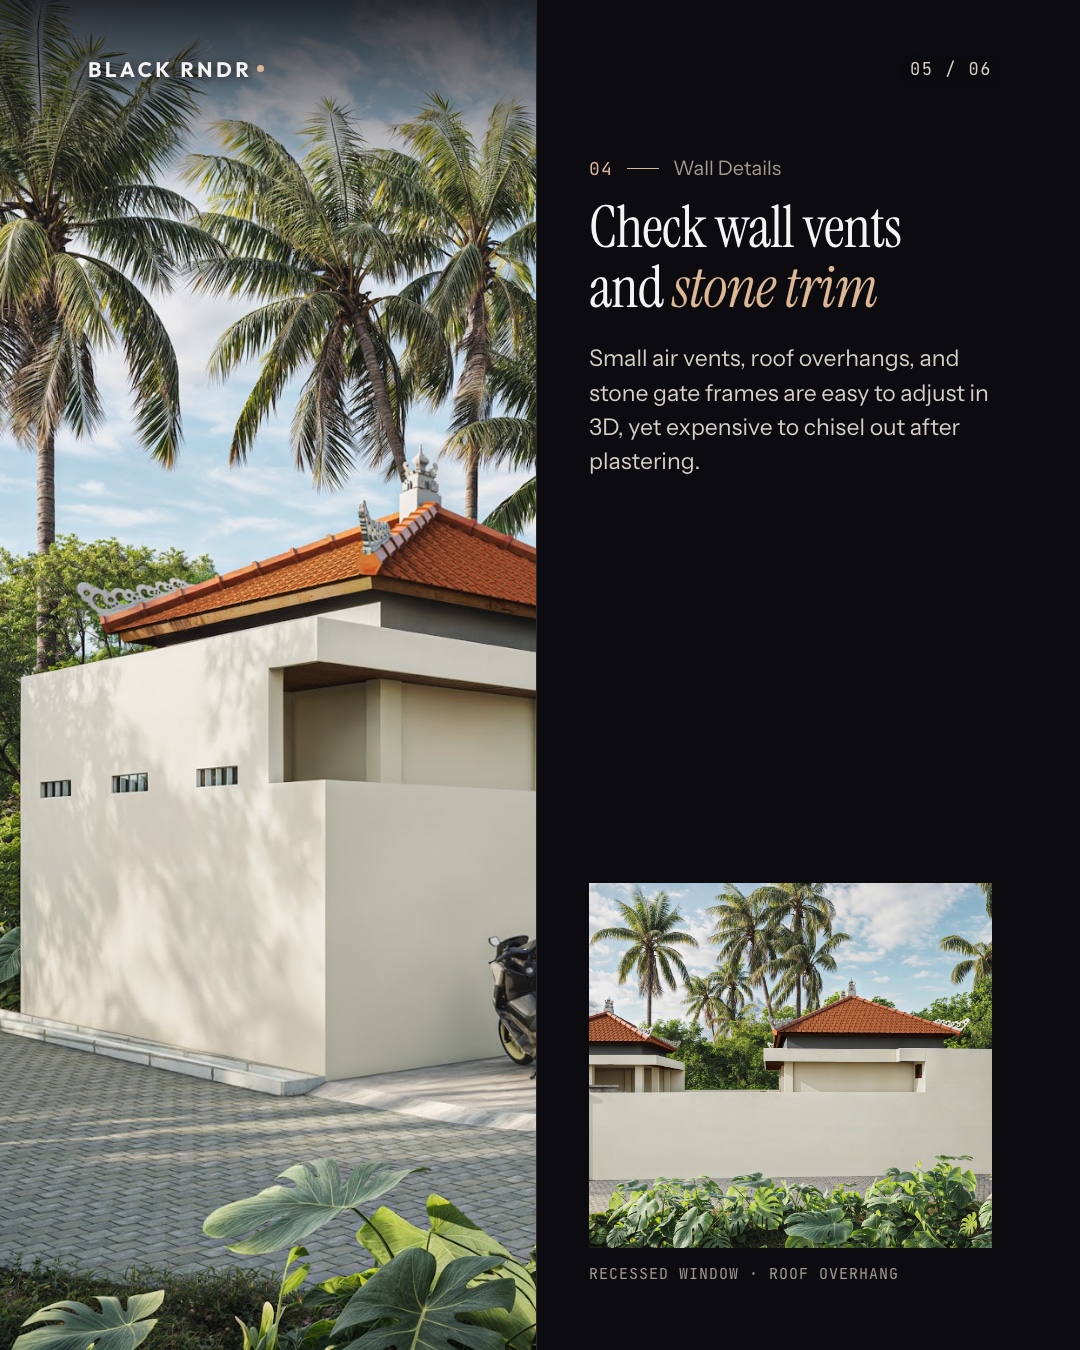 BLACK RNDR
05 / 06
04 — Wall Details
Check wall vents
and stone trim
Small air vents, roof overhangs, and
stone gate frames are easy to adjust in
3D, yet expensive to chisel out after
plastering.
RECESSED WINDOW · ROOF OVERHANG